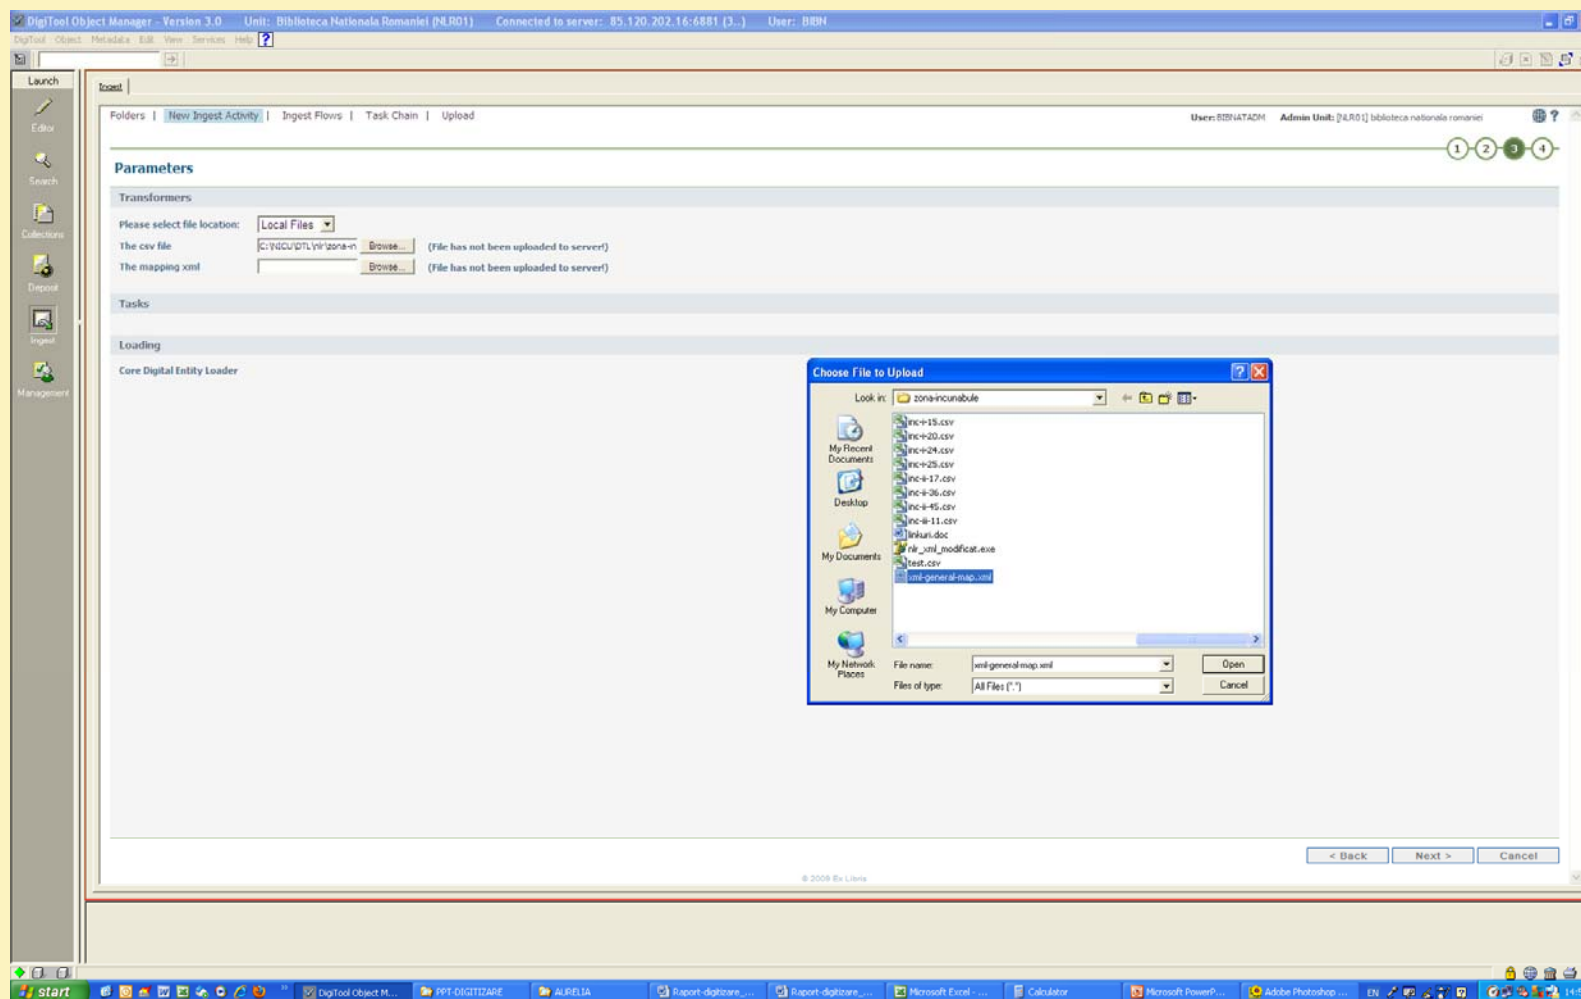 DigiTool Object Manager - Version 3.0 Unit: Biblioteca Nationala Romaniei (NLR01) Connected to server: 85.120.202.16:6881 (3..) User: BIBN
DigiTool Object Metadata Edit View Services Help ?
Launch
Editor
Search
Collections
Deposit
Ingest
Management
Ingest
Folders | New Ingest Activity | Ingest Flows | Task Chain | Upload
User: BIBNATADM Admin Unit: [NLR01] biblioteca nationala romaniei ?
1 2 3 4
Parameters
Transformers
Please select file location: Local Files
The csv file C:\NICU\DTL\nlr\zona-in Browse... (File has not been uploaded to server!)
The mapping xml Browse... (File has not been uploaded to server!)
Tasks
Loading
Core Digital Entity Loader
Choose File to Upload
Look in: zona-incunabule
My Recent Documents
Desktop
My Documents
My Computer
My Network Places
inc-i-15.csv
inc-i-20.csv
inc-i-24.csv
inc-i-25.csv
inc-ii-17.csv
inc-ii-36.csv
inc-ii-45.csv
inc-iii-11.csv
linkuri.doc
nlr_xml_modificat.exe
test.csv
xml-general-map.xml
File name: xml-general-map.xml Open
Files of type: All Files (*.*) Cancel
< Back Next > Cancel
© 2009 Ex Libris
start DigiTool Object M... PPT-DIGITIZARE AURELIA Raport-digitizare_... Raport-digitizare_... Microsoft Excel - ... Calculator Microsoft PowerP... Adobe Photoshop ... EN